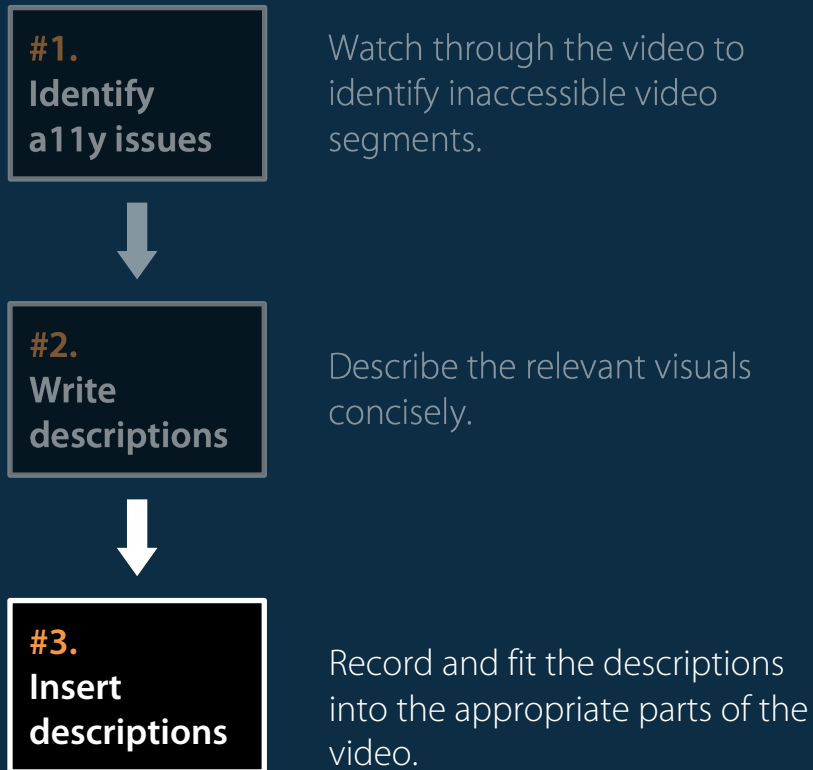 #1.
Identify
a11y issues
Watch through the video to
identify inaccessible video
segments.
#2.
Write
descriptions
Describe the relevant visuals
concisely.
#3.
Insert
descriptions
Record and fit the descriptions
into the appropriate parts of the
video.